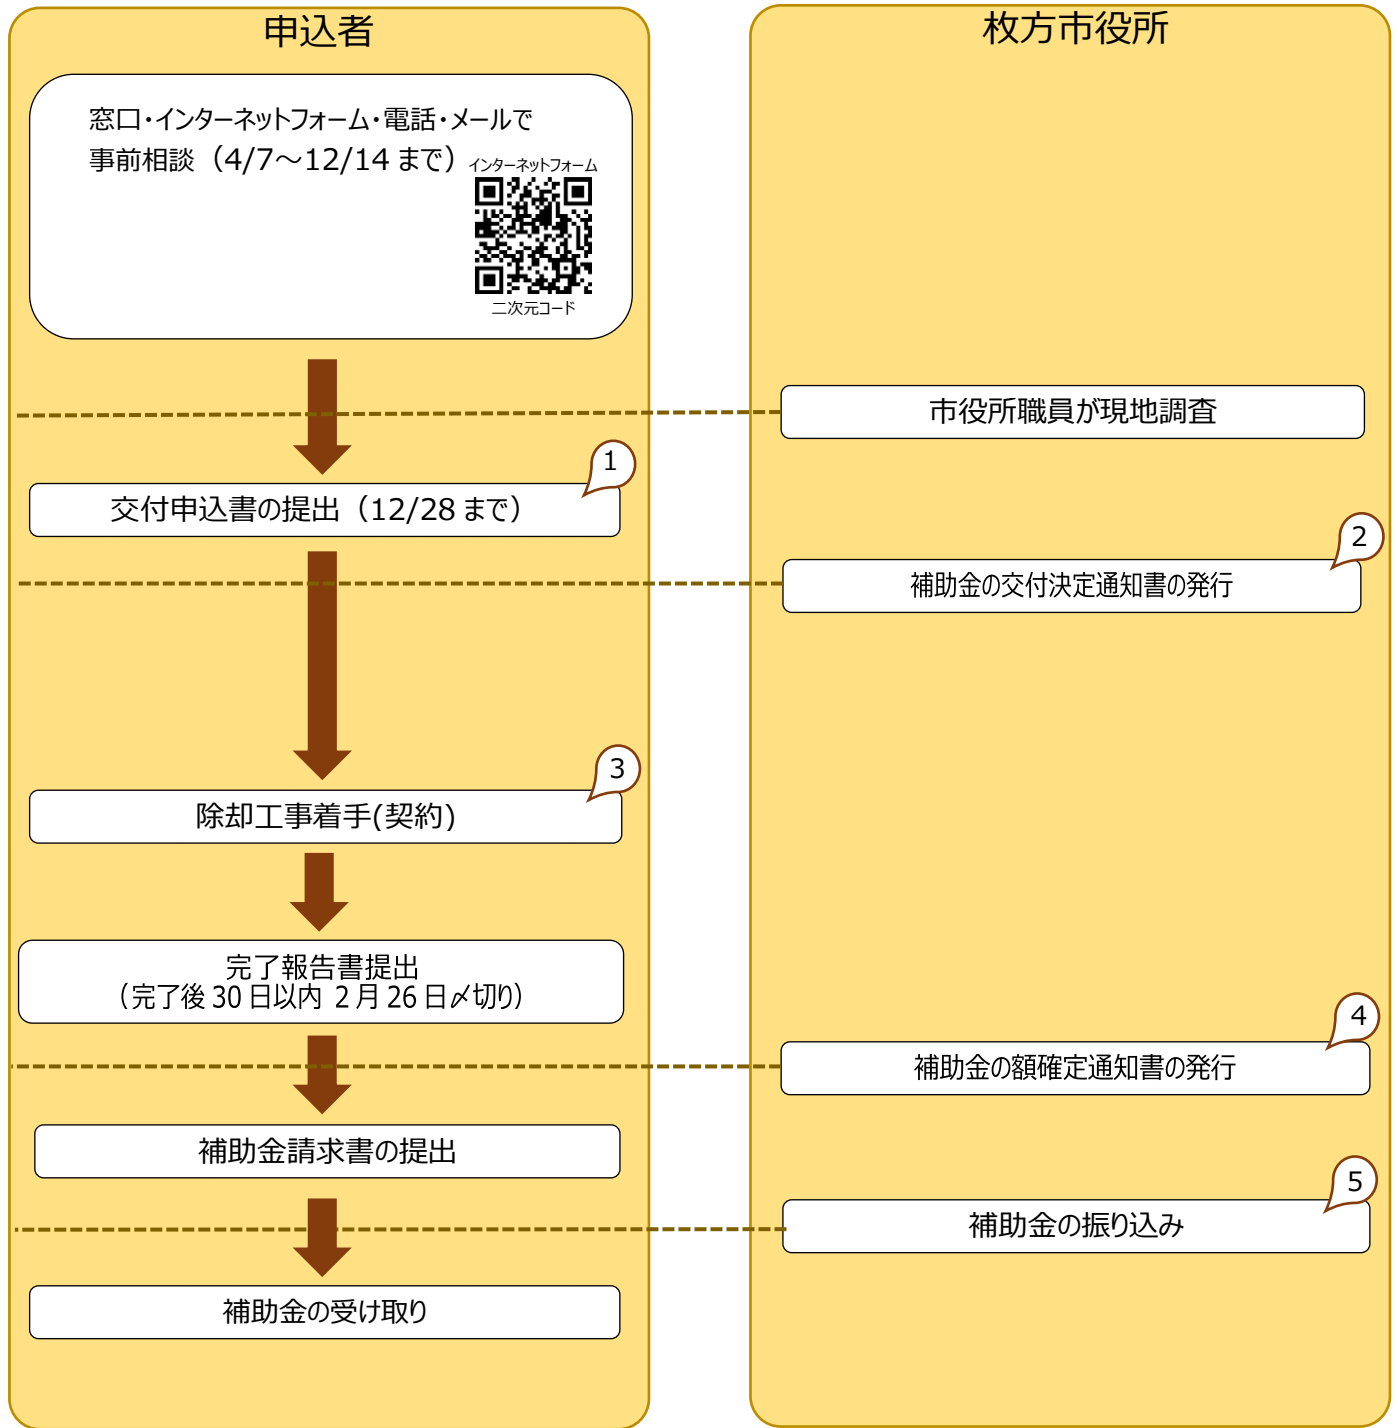 申込者
枚方市役所
窓口・インターネットフォーム・電話・メールで
事前相談（4/7～12/14 まで）
インターネットフォーム
二次元コード
市役所職員が現地調査
1
交付申込書の提出（12/28 まで）
2
補助金の交付決定通知書の発行
3
除却工事着手(契約)
完了報告書提出
（完了後 30 日以内 2 月 26 日〆切り）
4
補助金の額確定通知書の発行
補助金請求書の提出
5
補助金の振り込み
補助金の受け取り